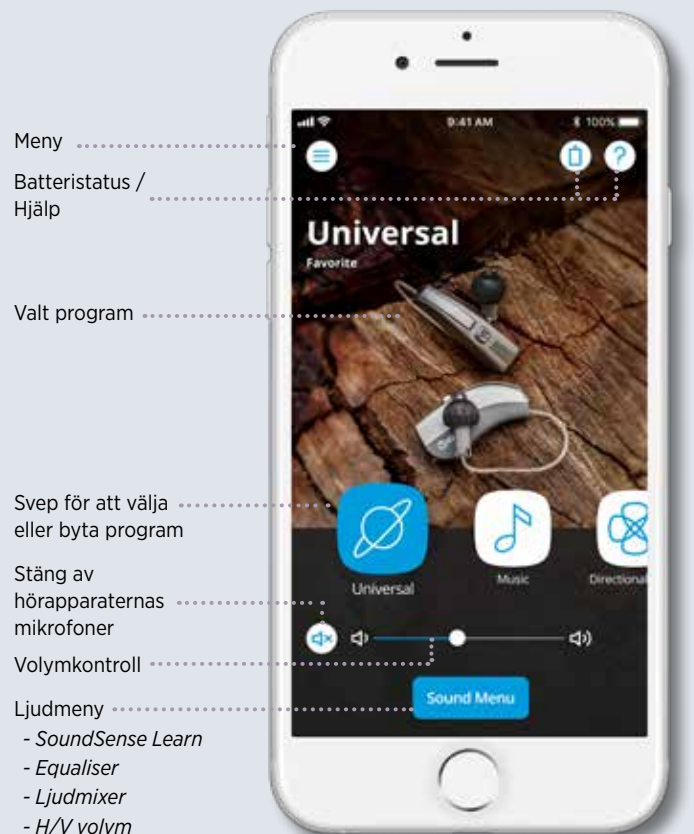 Meny
Batteristatus /
Hjälp
Valt program
Svep för att välja
eller byta program
Stäng av
hörapparaternas
mikrofoner
Volymkontroll
Ljudmeny
- SoundSense Learn
- Equaliser
- Ljudmixer
- H/V volym
9:41 AM
100%
?
Universal
Favorite
Universal
Music
Directional
Sound Menu